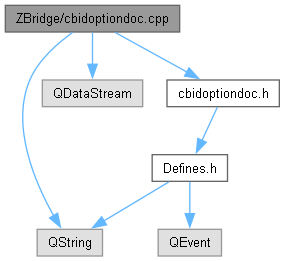 ZBridge/cbidoptiondoc.cpp
QDataStream
cbidoptiondoc.h
Defines.h
QString
QEvent